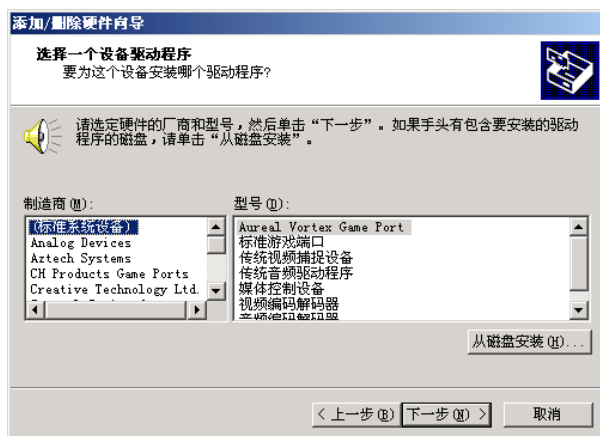 添加/删除硬件向导
选择一个设备驱动程序
要为这个设备安装哪个驱动程序?
请选定硬件的厂商和型号，然后单击“下一步”。如果手头有包含要安装的驱动
程序的磁盘，请单击“从磁盘安装”。
制造商(M):
型号(D):
(标准系统设备)
Analog Devices
Aztech Systems
CH Products Game Ports
Creative Technology Ltd.
Aureal Vortex Game Port
标准游戏端口
传统视频捕捉设备
传统音频驱动程序
媒体控制设备
视频编码解码器
音频编码解码器
从磁盘安装(H)...
< 上一步(B)
下一步(N) >
取消